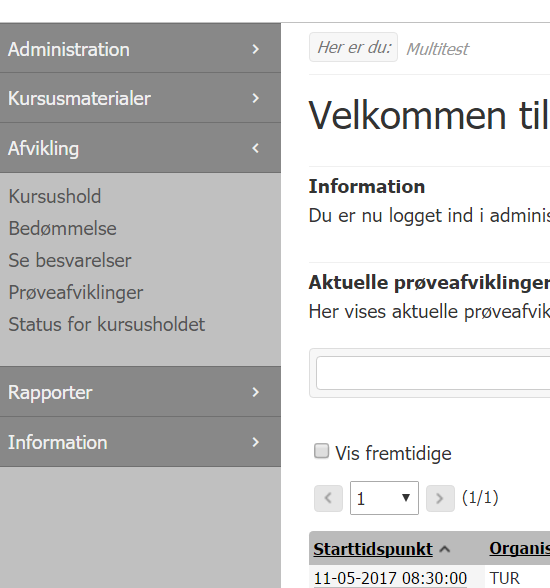 Administration
Kursusmaterialer
Afvikling
Kursushold
Bedømmelse
Se besvarelser
Prøveafviklinger
Status for kursusholdet
Rapporter
Information
Her er du: Multitest
Velkommen til
Information
Du er nu logget ind i adminis
Aktuelle prøveafviklinger
Her vises aktuelle prøveafvik
Vis fremtidige
1 (1/1)
Starttidspunkt Organis
11-05-2017 08:30:00 TUR